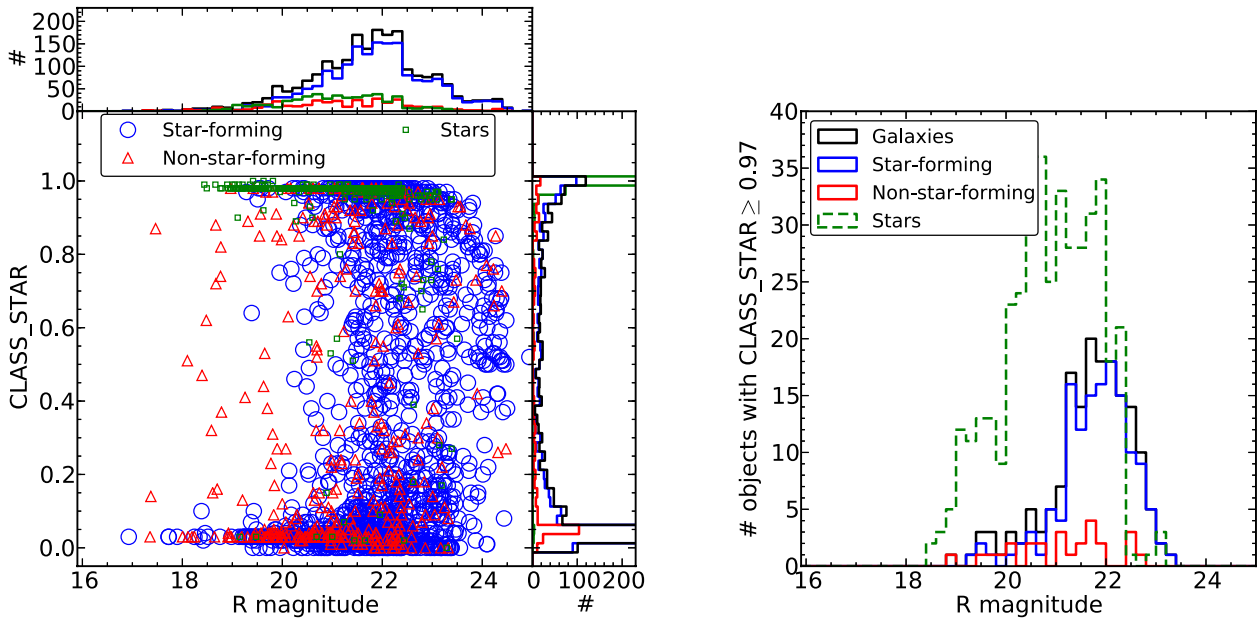 200
150
100
50
0
#
Star-forming
Stars
Non-star-forming
1.0
0.8
0.6
0.4
0.2
0.0
CLASS_STAR
16 18 20 22 24
R magnitude
0 100 200
#
40
35
30
25
20
15
10
5
0
# objects with CLASS_STAR ≥ 0.97
Galaxies
Star-forming
Non-star-forming
Stars
16 18 20 22 24
R magnitude